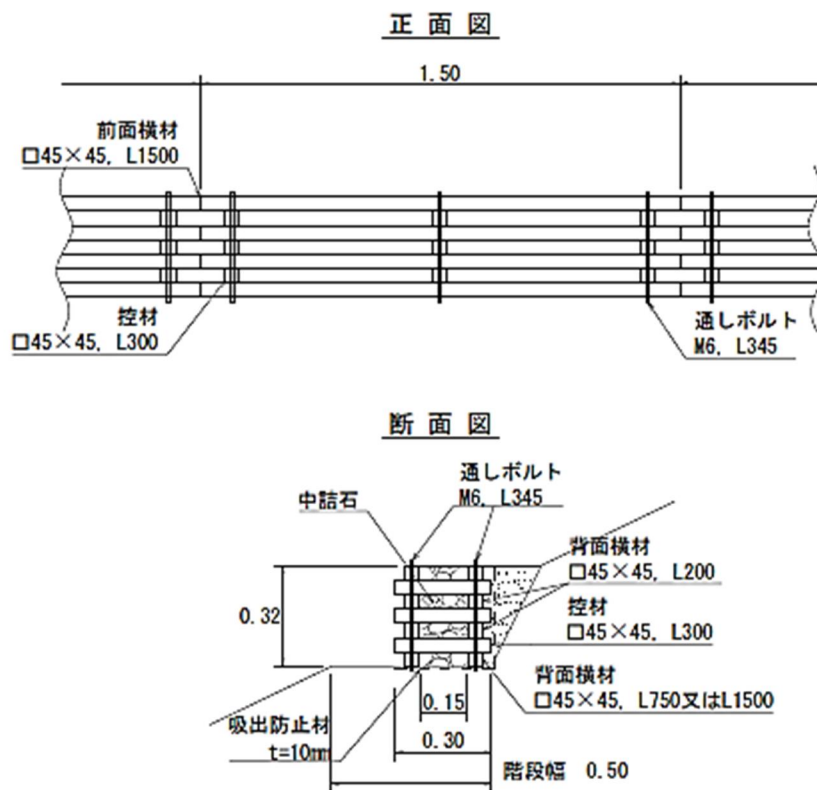 正面図
1.50
前面横材
□45×45, L1500
控材
□45×45, L300
通しボルト
M6, L345
断面図
通しボルト
M6, L345
中詰石
背面横材
□45×45, L200
0.32
控材
□45×45, L300
背面横材
□45×45, L750又はL1500
0.15
吸出防止材
t=10mm
0.30
階段幅 0.50